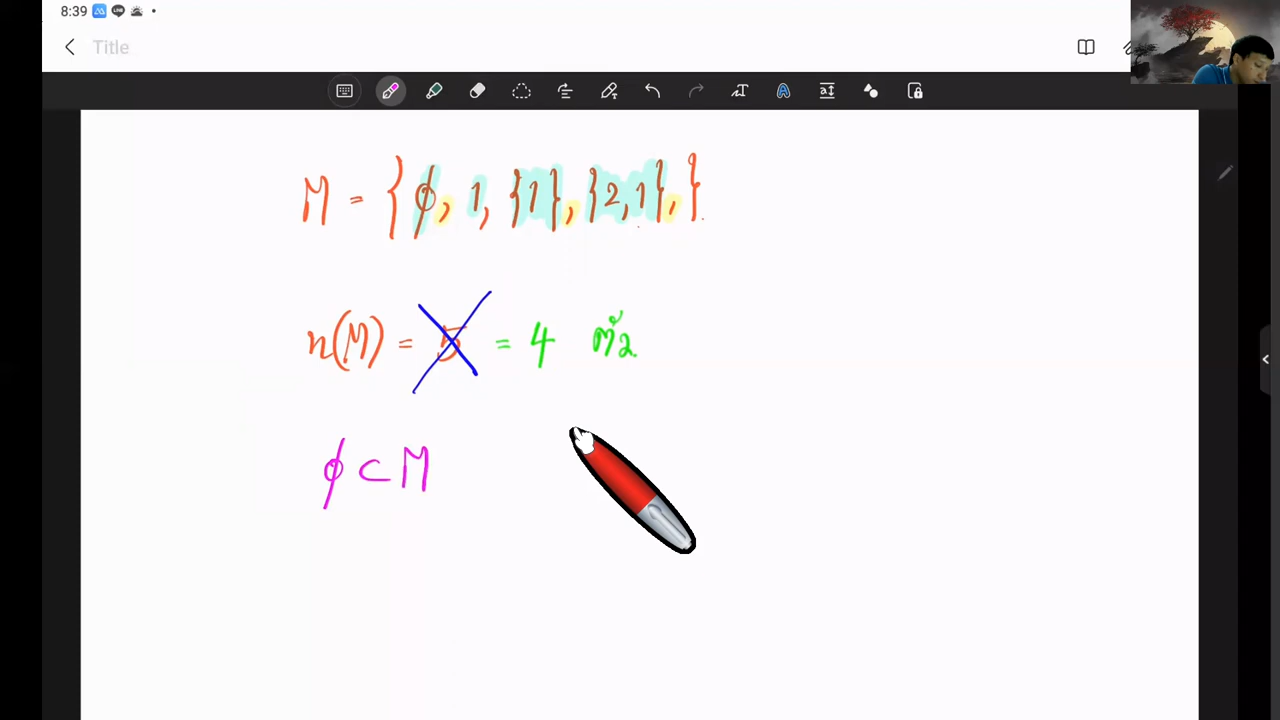 8:39
Title
M = { ϕ, 1, {1}, {2,1}, }
n(M) = 5 = 4 ตัว
ϕ ⊂ M